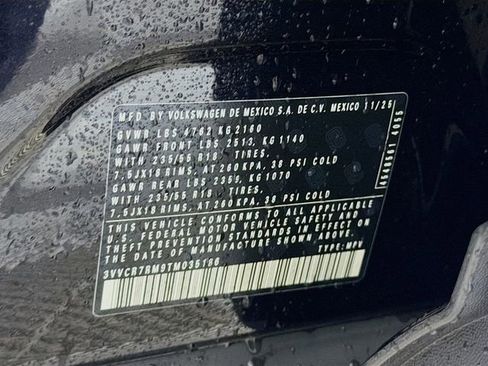 MFD. BY VOLKSWAGEN DE MEXICO S.A. DE C.V. MEXICO 11/25
GVWR LBS 4762 KG 2160
GAWR FRONT LBS 2513, KG 1140
WITH 235/55 R18 TIRES,
7.5JX18 RIMS, AT 260 KPA, 38 PSI COLD
GAWR REAR LBS 2359, KG1070
WITH 235/55 R18 TIRES,
7.5JX18 RIMS, AT 260 KPA, 38 PSI COLD
THIS VEHICLE CONFORMS TO ALL APPLICABLE
U.S. FEDERAL MOTOR VEHICLE SAFETY AND
THEFT PREVENTION STANDARDS IN EFFECT ON
THE DATE OF MANUFACTURE SHOWN ABOVE.
3VVCR7RM9TM035186 TYPE: MPV